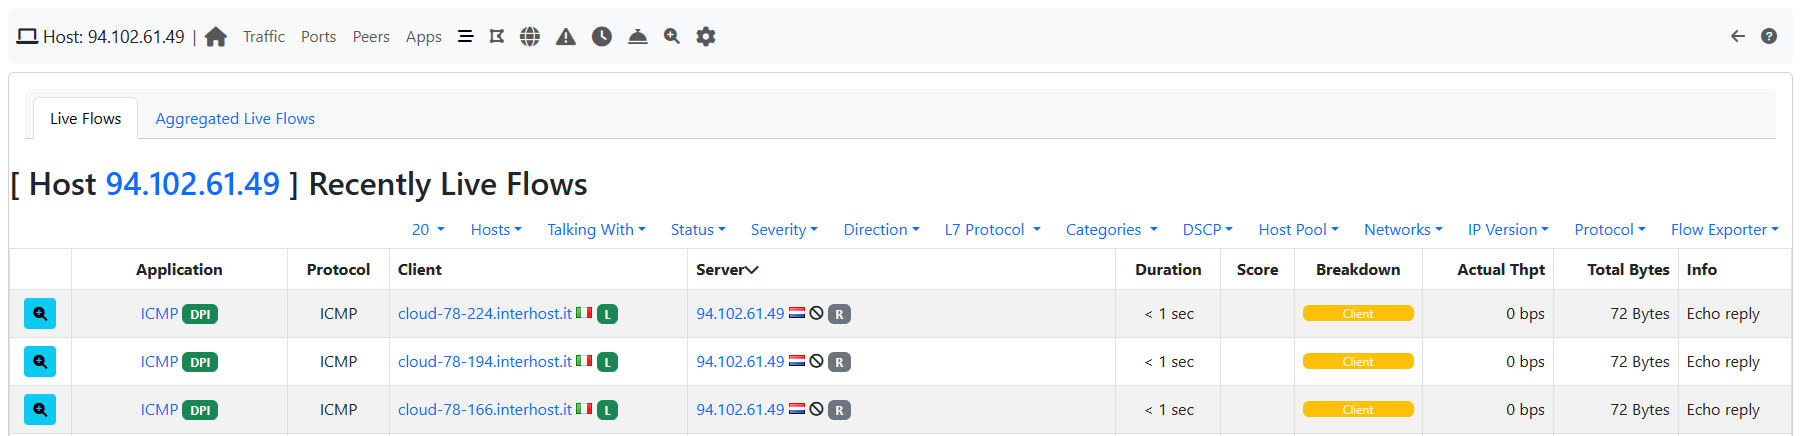 Host: 94.102.61.49 | Traffic Ports Peers Apps
Live Flows Aggregated Live Flows
[ Host 94.102.61.49 ] Recently Live Flows
20 Hosts Talking With Status Severity Direction L7 Protocol Categories DSCP Host Pool Networks IP Version Protocol Flow Exporter
Application Protocol Client Server Duration Score Breakdown Actual Thpt Total Bytes Info
ICMP DPI ICMP cloud-78-224.interhost.it L 94.102.61.49 R < 1 sec Client 0 bps 72 Bytes Echo reply
ICMP DPI ICMP cloud-78-194.interhost.it L 94.102.61.49 R < 1 sec Client 0 bps 72 Bytes Echo reply
ICMP DPI ICMP cloud-78-166.interhost.it L 94.102.61.49 R < 1 sec Client 0 bps 72 Bytes Echo reply